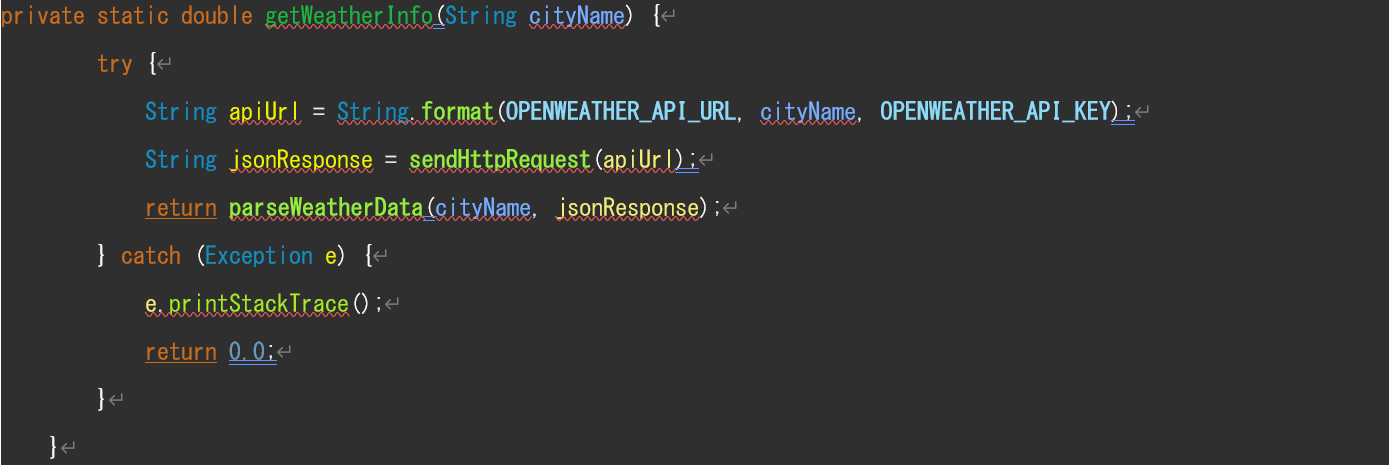 private static double getWeatherInfo(String cityName) {↵
try {↵
String apiUrl = String.format(OPENWEATHER_API_URL, cityName, OPENWEATHER_API_KEY);↵
String jsonResponse = sendHttpRequest(apiUrl);↵
return parseWeatherData(cityName, jsonResponse);↵
} catch (Exception e) {↵
e.printStackTrace();↵
return 0.0;↵
}↵
}↵